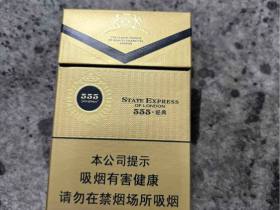 555
STATE EXPRESS
OF LONDON
555·经典
本公司提示
吸烟有害健康
请勿在禁烟场所吸烟